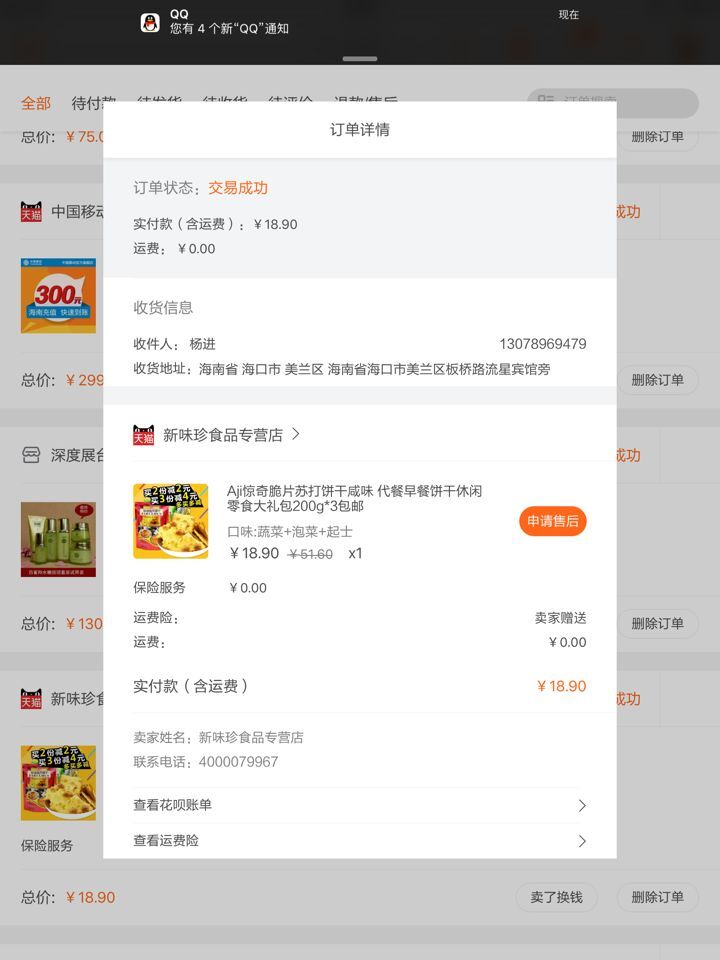 QQ
现在
您有 4 个新“QQ”通知
全部 待付款 待发货 待收货 待评价 退款/售后
订单搜索
订单详情
总价: ￥75.0
删除订单
订单状态: 交易成功
天猫 中国移动
成功
实付款（含运费）: ￥18.90
运费: ￥0.00
300元
海南充值 快速到账
收货信息
收件人: 杨进 13078969479
收货地址: 海南省 海口市 美兰区 海南省海口市美兰区板桥路流星宾馆旁
总价: ￥299
删除订单
天猫 新味珍食品专营店
深度展台
成功
买2份减2元
买3份减4元
多买多减
Aji惊奇脆片苏打饼干咸味 代餐早餐饼干休闲
零食大礼包200g*3包邮
申请售后
口味:蔬菜+泡菜+起士
￥18.90 ￥51.60 x1
保险服务 ￥0.00
运费险: 卖家赠送
总价: ￥130
删除订单
运费: ￥0.00
实付款（含运费） ￥18.90
天猫 新味珍食
成功
卖家姓名: 新味珍食品专营店
联系电话: 4000079967
买2份减2元
买3份减4元
多买多减
查看花呗账单
查看运费险
保险服务
总价: ￥18.90
卖了换钱
删除订单